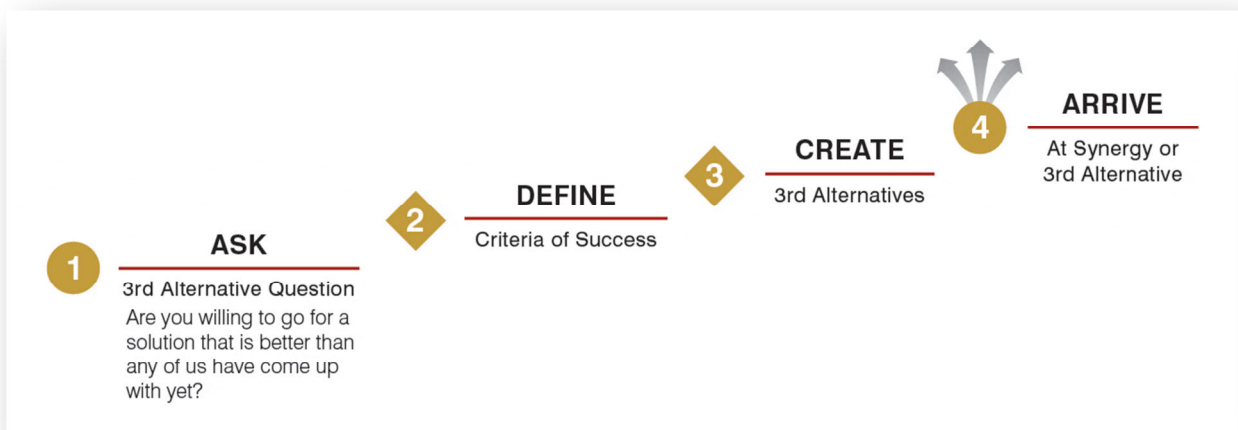 1
ASK
3rd Alternative Question
Are you willing to go for a
solution that is better than
any of us have come up
with yet?
2
DEFINE
Criteria of Success
3
CREATE
3rd Alternatives
4
ARRIVE
At Synergy or
3rd Alternative